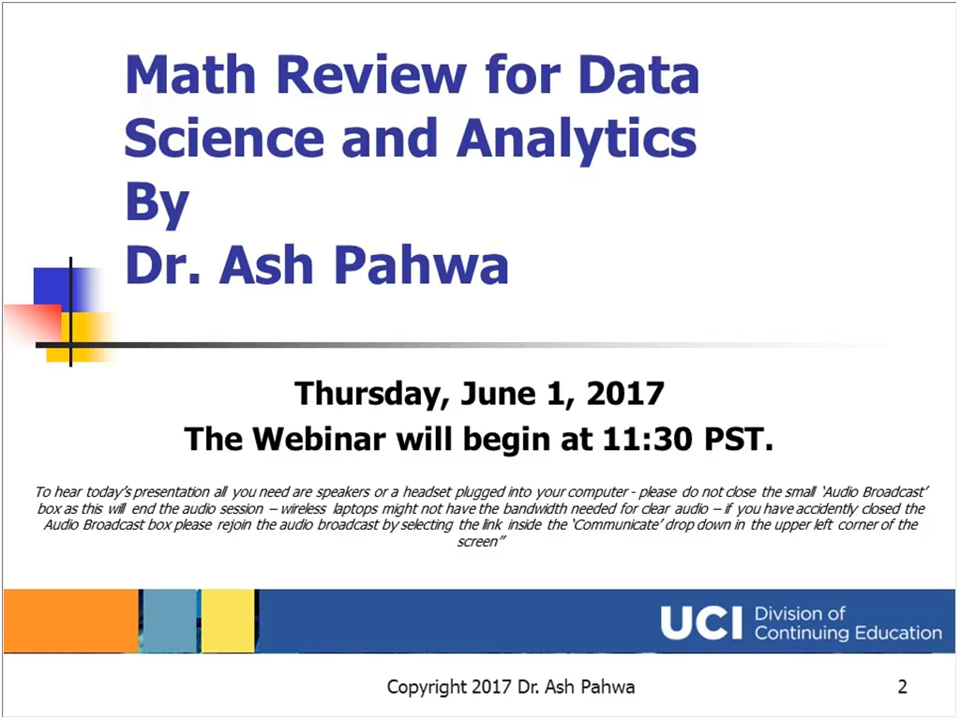 Math Review for Data
Science and Analytics
By
Dr. Ash Pahwa
Thursday, June 1, 2017
The Webinar will begin at 11:30 PST.
To hear today’s presentation all you need are speakers or a headset plugged into your computer - please do not close the small ‘Audio Broadcast’
box as this will end the audio session – wireless laptops might not have the bandwidth needed for clear audio – if you have accidently closed the
Audio Broadcast box please rejoin the audio broadcast by selecting the link inside the ‘Communicate’ drop down in the upper left corner of the
screen”
UCI Division of
Continuing Education
Copyright 2017 Dr. Ash Pahwa 2